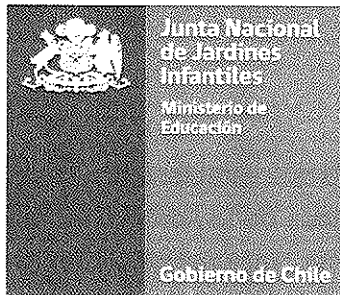 Junta Nacional
de Jardines
Infantiles
Ministerio de
Educación
Gobierno de Chile